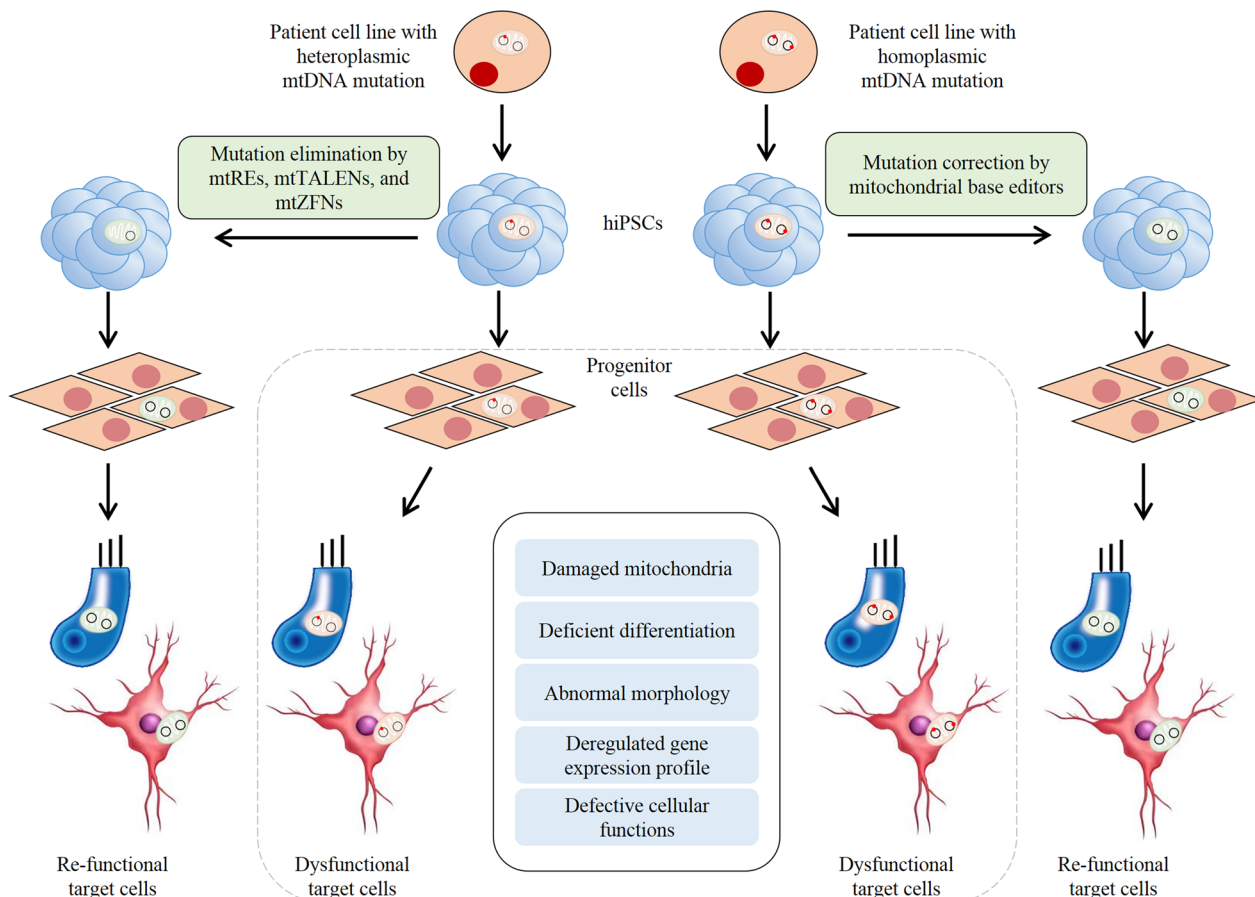 Patient cell line with
heteroplasmic
mtDNA mutation
Patient cell line with
homoplasmic
mtDNA mutation
Mutation elimination by
mtREs, mtTALENs, and
mtZFNs
Mutation correction by
mitochondrial base editors
hiPSCs
Progenitor
cells
Damaged mitochondria
Deficient differentiation
Abnormal morphology
Deregulated gene
expression profile
Defective cellular
functions
Re-functional
target cells
Dysfunctional
target cells
Dysfunctional
target cells
Re-functional
target cells